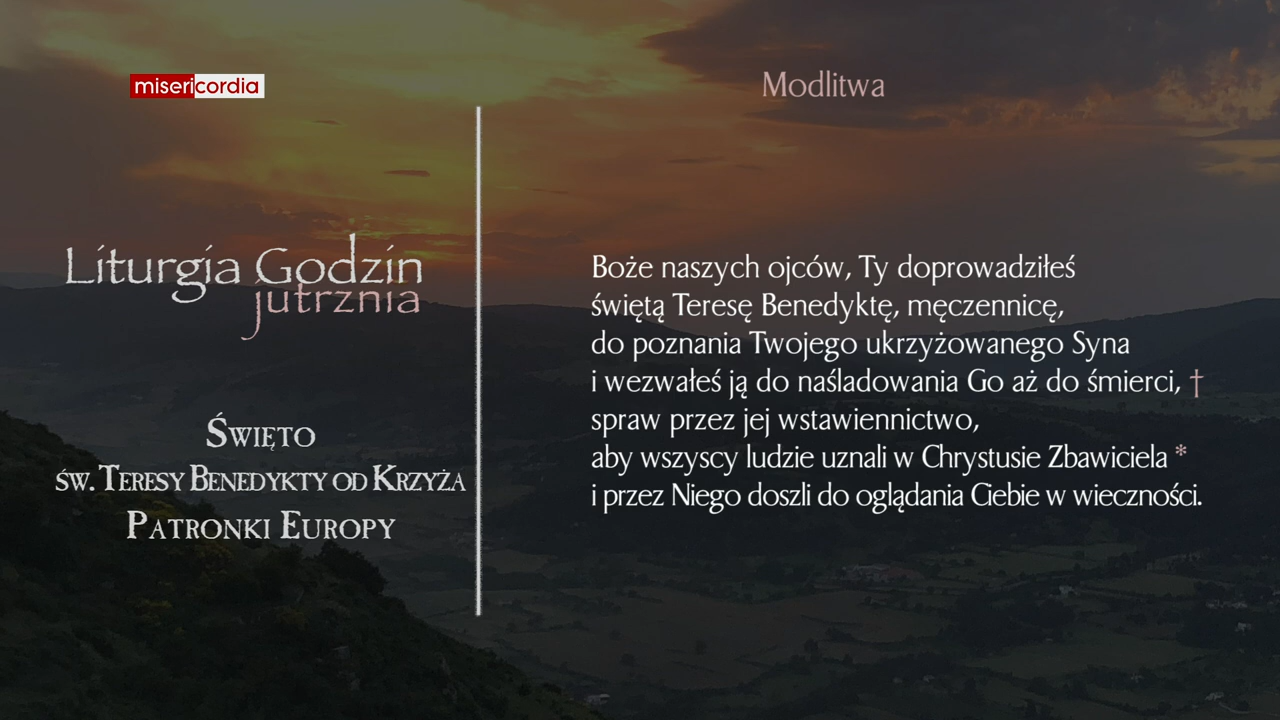 misericordia
Liturgia Godzin
jutrznia
Święto
św. Teresy Benedykty od Krzyża
Patronki Europy
Modlitwa
Boże naszych ojców, Ty doprowadziłeś
świętą Teresę Benedyktę, męczennicę,
do poznania Twojego ukrzyżowanego Syna
i wezwałeś ją do naśladowania Go aż do śmierci, †
spraw przez jej wstawiennictwo,
aby wszyscy ludzie uznali w Chrystusie Zbawiciela *
i przez Niego doszli do oglądania Ciebie w wieczności.